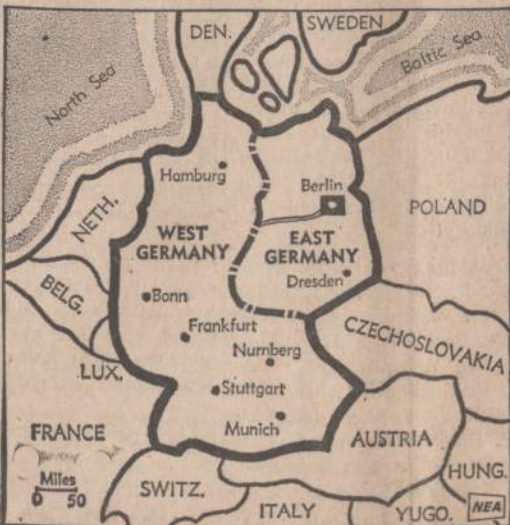 DEN.
SWEDEN
North Sea
Baltic Sea
Hamburg
Berlin
NETH.
POLAND
WEST
GERMANY
EAST
GERMANY
BELG.
Dresden
Bonn
Frankfurt
CZECHOSLOVAKIA
Nurnberg
LUX.
Stuttgart
FRANCE
Munich
AUSTRIA
Miles
0 50
SWITZ.
HUNG.
ITALY
YUGO.
NEA